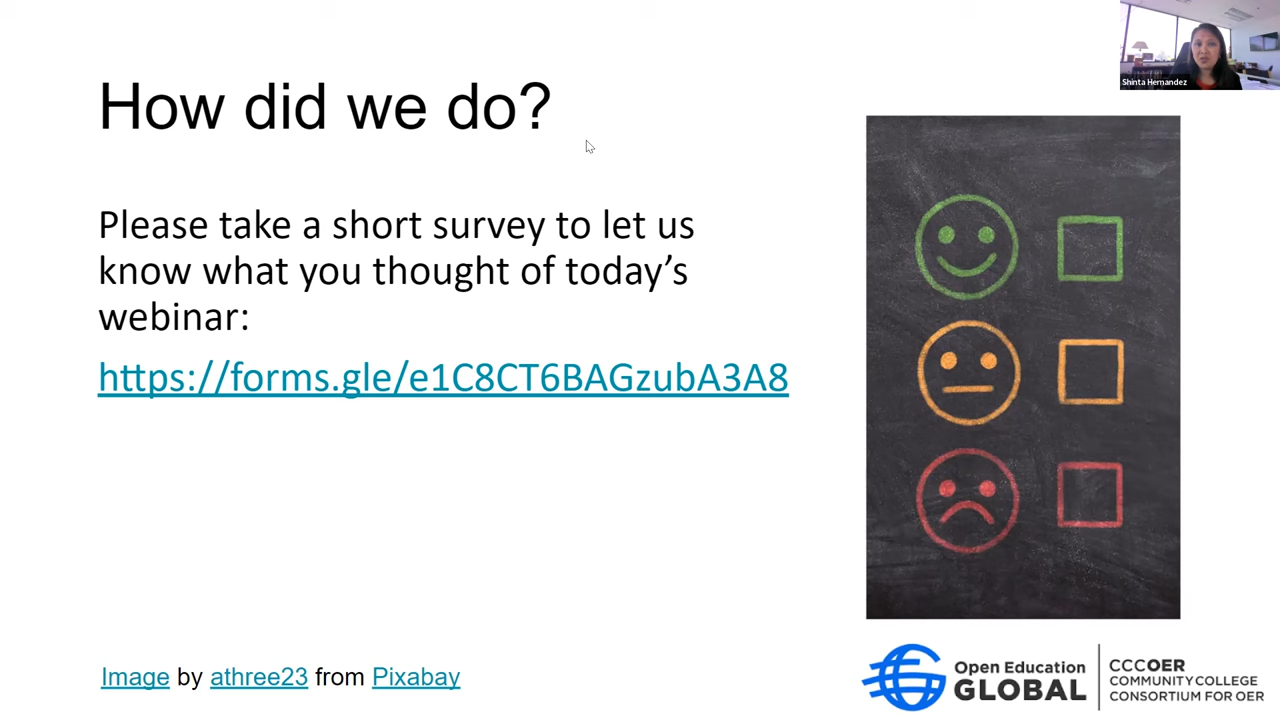 How did we do?
Shinta Hernandez
Please take a short survey to let us
know what you thought of today’s
webinar:
https://forms.gle/e1C8CT6BAGzubA3A8
Image by athree23 from Pixabay
Open Education
GLOBAL
CCCOER
COMMUNITY COLLEGE
CONSORTIUM FOR OER